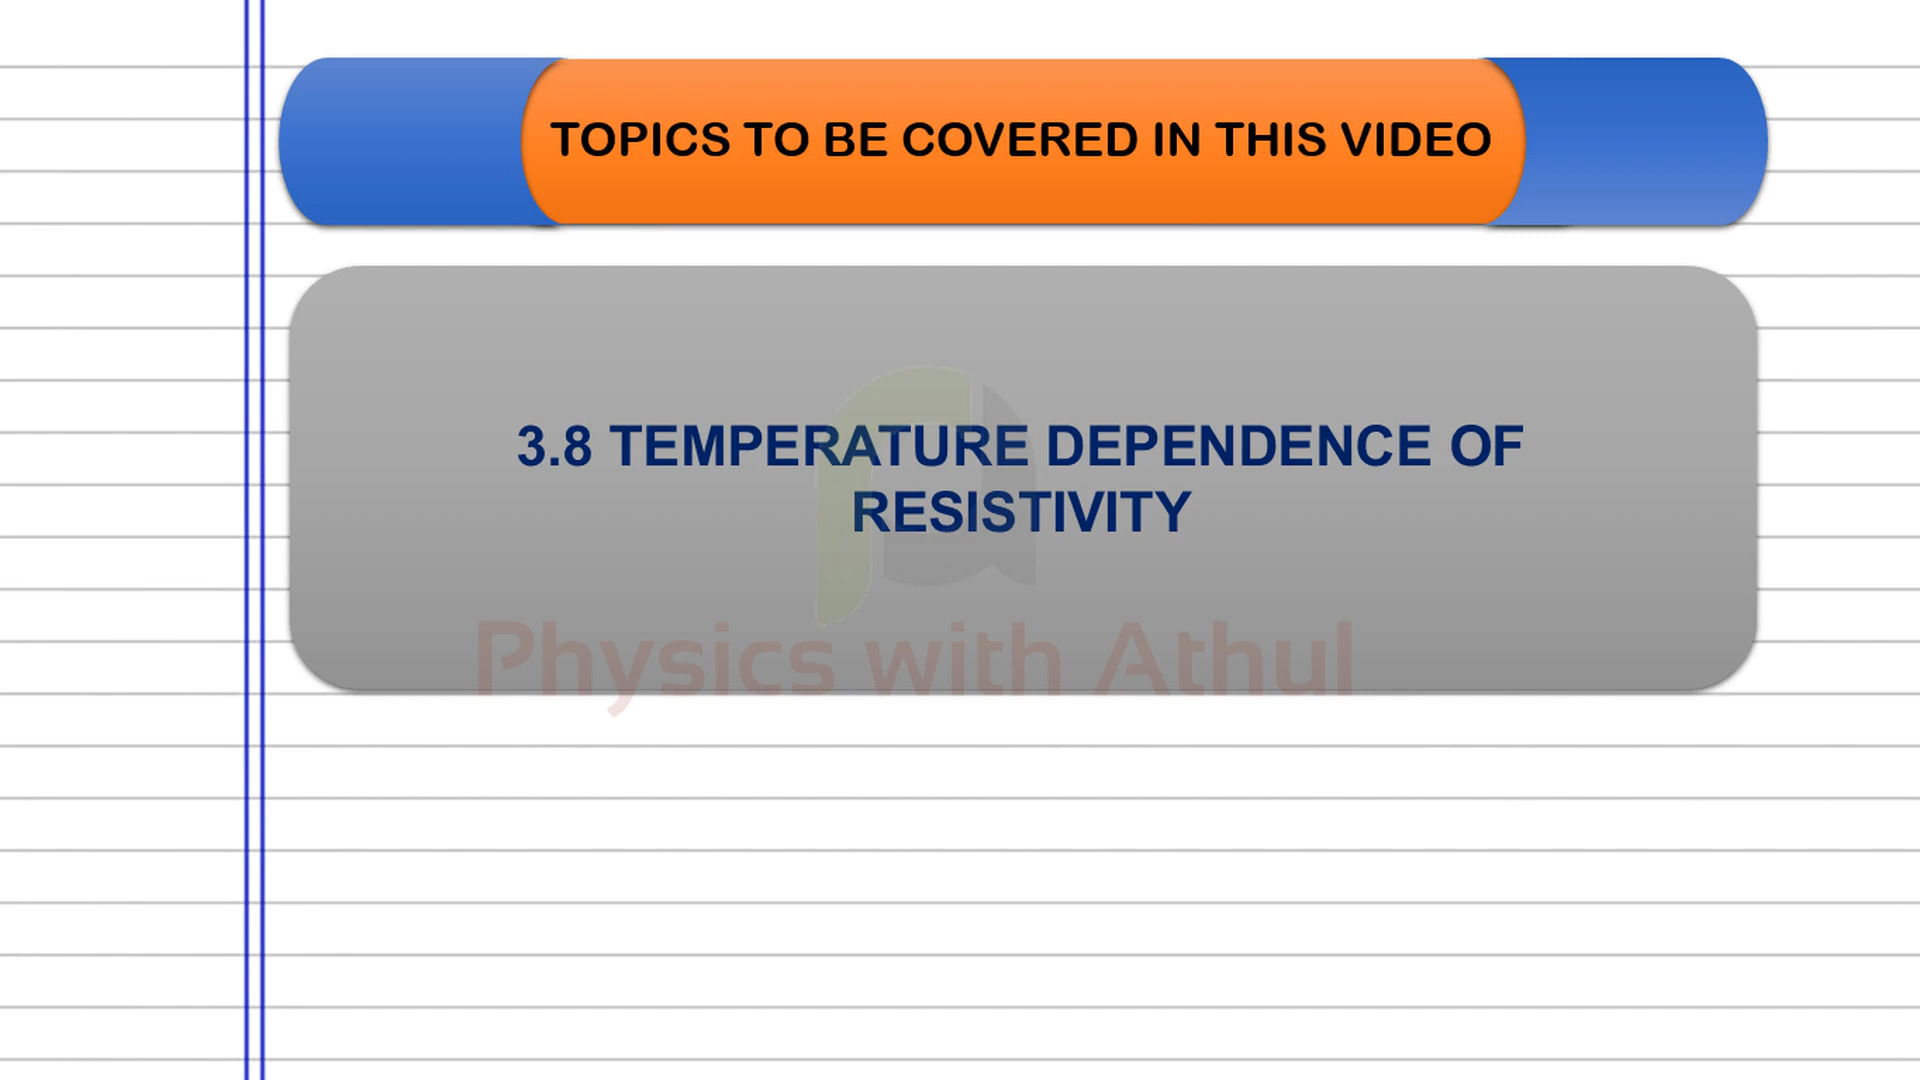 TOPICS TO BE COVERED IN THIS VIDEO
3.8 TEMPERATURE DEPENDENCE OF
RESISTIVITY
Physics with Athul